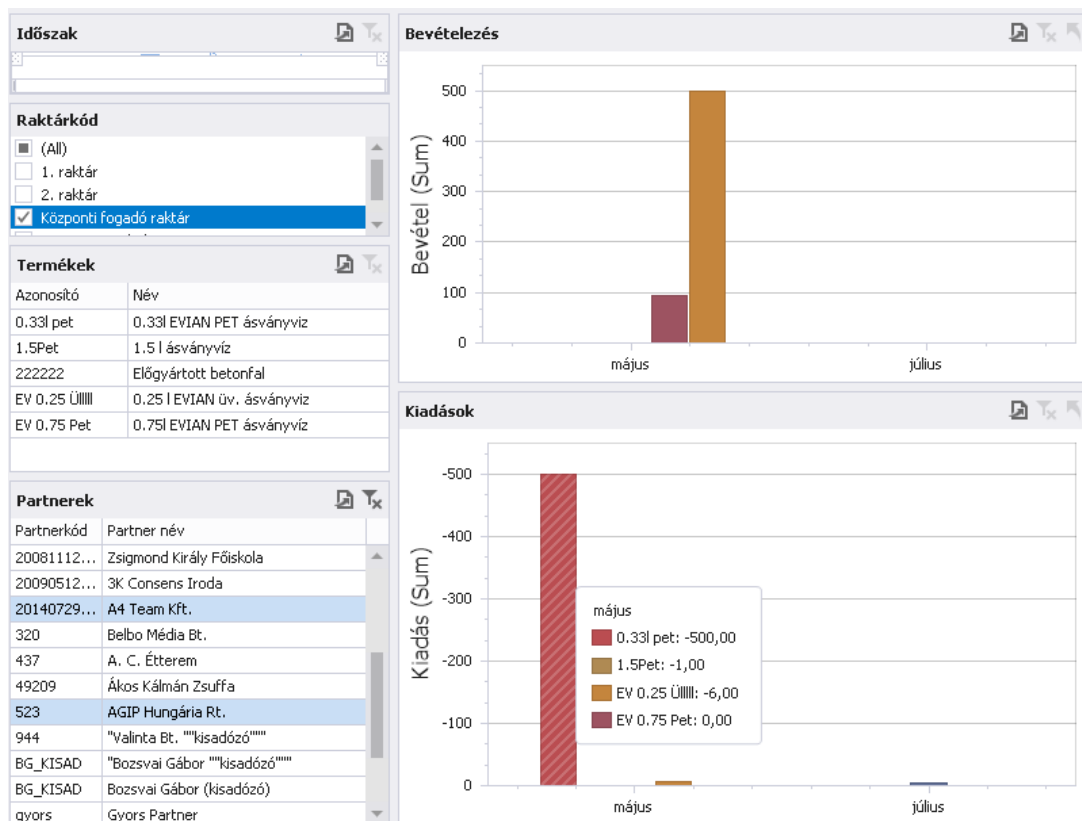 Időszak
Raktárkód
(All)
1. raktár
2. raktár
Központi fogadó raktár
Termékek
Azonosító Név
0.33l pet 0.33l EVIAN PET ásványviz
1.5Pet 1.5 l ásványvíz
222222 Előgyártott betonfal
EV 0.25 Üllllll 0.25 l EVIAN üv. ásványviz
EV 0.75 Pet 0.75l EVIAN PET ásványvíz
Partnerek
Partnerkód Partner név
20081112... Zsigmond Király Főiskola
20090512... 3K Consens Iroda
20140729... A4 Team Kft.
320 Belbo Média Bt.
437 A. C. Étterem
49209 Ákos Kálmán Zsuffa
523 AGIP Hungária Rt.
944 "Valinta Bt. ""kisadózó"""
BG_KISAD "Bozsvai Gábor ""kisadózó"""
BG_KISAD Bozsvai Gábor (kisadózó)
gyors Gyors Partner
Bevételezés
Bevétel (Sum)
500
400
300
200
100
0
május július
Kiadások
Kiadás (Sum)
-500
-400
-300
-200
-100
0
május
0.33l pet: -500,00
1.5Pet: -1,00
EV 0.25 Üllllll: -6,00
EV 0.75 Pet: 0,00
május július